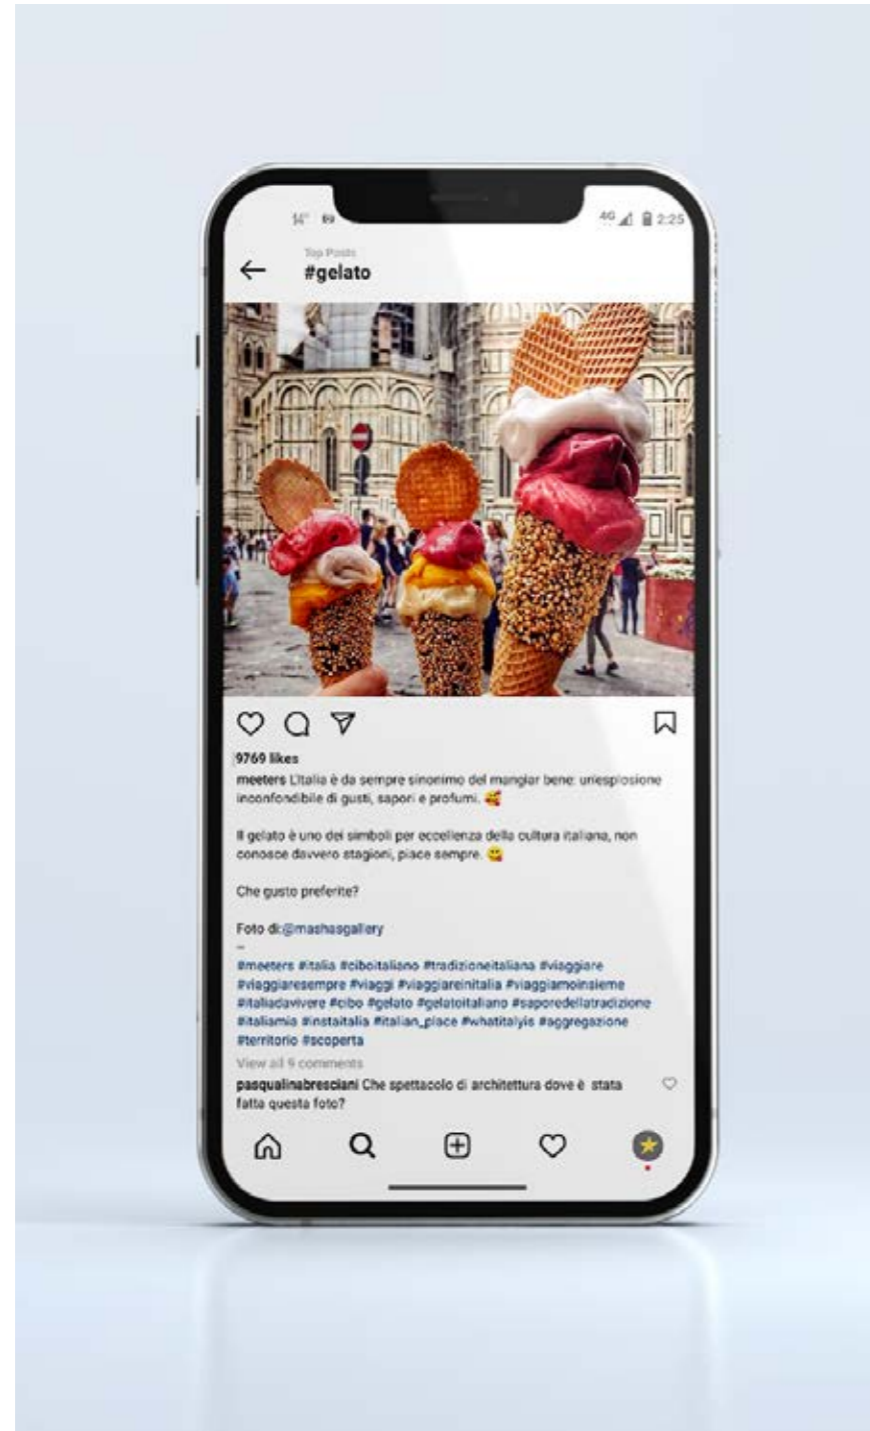 14°
4G 2:25
Top Posts
#gelato
9769 likes
meeters L'Italia è da sempre sinonimo del mangiar bene: un'esplosione
inconfondibile di gusti, sapori e profumi. 🥰
Il gelato è uno dei simboli per eccellenza della cultura italiana, non
conosce davvero stagioni, piace sempre. 😋
Che gusto preferite?
Foto di:@mashasgallery
–
#meeters #italia #ciboitaliano #tradizioneitaliana #viaggiare
#viaggiaresempre #viaggi #viaggiareinitalia #viaggiamoinsieme
#italiadavivere #cibo #gelato #gelatoitaliano #saporedellatradizione
#italiamia #instaitalia #italian_place #whatitalyis #aggregazione
#territorio #scoperta
View all 9 comments
pasqualinabresciani Che spettacolo di architettura dove è stata
fatta questa foto?